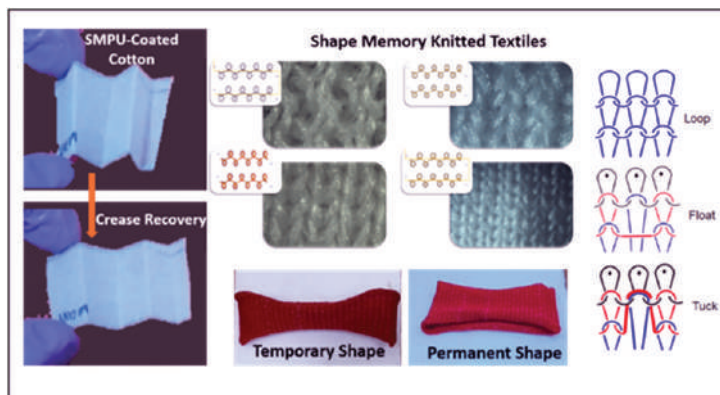 SMPU-Coated
Cotton
Crease Recovery
Shape Memory Knitted Textiles
Temporary Shape
Permanent Shape
Loop
Float
Tuck